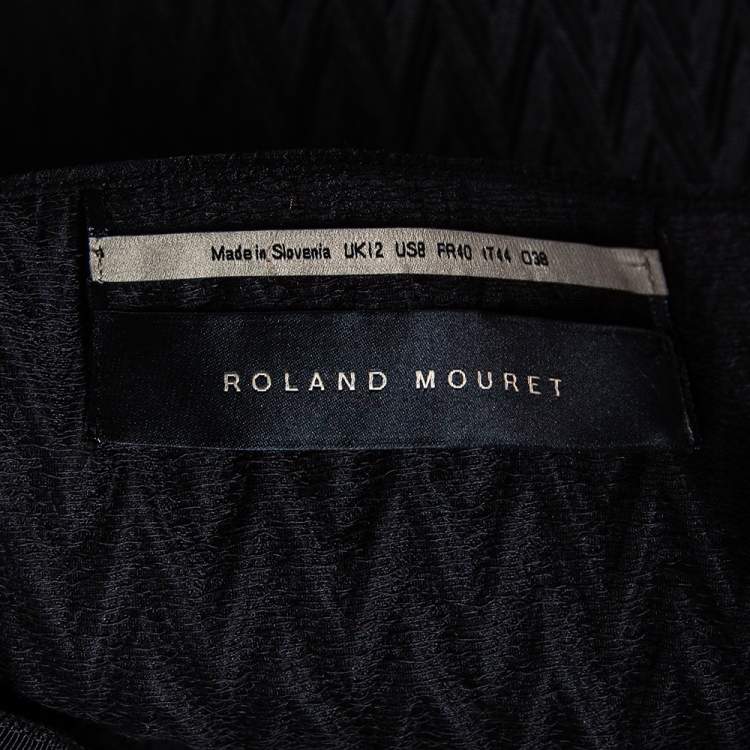 Made in Slovenia UK12 US8 FR40 IT44 D38
ROLAND MOURET